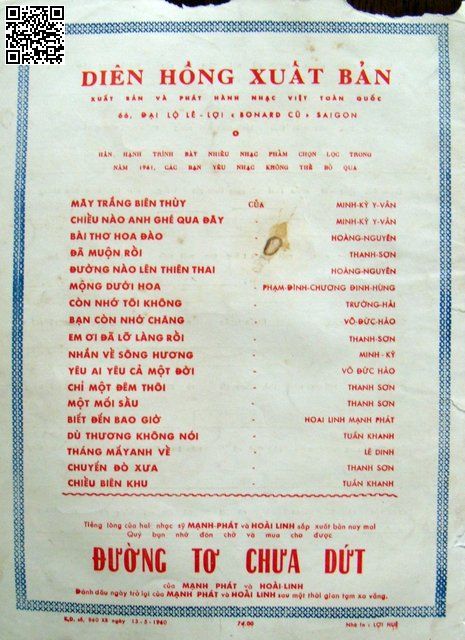 DIÊN HỒNG XUẤT BẢN
XUẤT BẢN VÀ PHÁT HÀNH NHẠC VIỆT TOÀN QUỐC
66, ĐẠI LỘ LÊ-LỢI « BONARD CŨ » SAIGON
HÂN HẠNH TRÌNH BÀY NHIỀU NHẠC PHẨM CHỌN LỌC TRONG
NĂM 1961, CÁC BẠN YÊU NHẠC KHÔNG THỂ BỎ QUA
MÂY TRẮNG BIÊN THÙY CỦA MINH-KỲ Y-VÂN
CHIỀU NÀO ANH GHÉ QUA ĐÂY - MINH-KỲ Y-VÂN
BÀI THƠ HOA ĐÀO - HOÀNG-NGUYÊN
ĐÃ MUỘN RỒI - THANH-SƠN
ĐƯỜNG NÀO LÊN THIÊN THAI - HOÀNG-NGUYÊN
MỘNG DƯỚI HOA - PHẠM-ĐÌNH-CHƯƠNG ĐINH-HÙNG
CÒN NHỚ TÔI KHÔNG - TRƯỜNG-HẢI
BẠN CÒN NHỚ CHĂNG - VÕ-ĐỨC-HẢO
EM ƠI ĐÃ LỠ LÀNG RỒI - THANH-SƠN
NHẮN VỀ SÔNG HƯƠNG - MINH-KỲ
YÊU AI YÊU CẢ MỘT ĐỜI - VÕ ĐỨC HẢO
CHỈ MỘT ĐÊM THÔI - THANH SƠN
MỘT MỐI SẦU - THANH SƠN
BIẾT ĐẾN BAO GIỜ - HOÀI LINH MẠNH PHÁT
DÙ THƯƠNG KHÔNG NÓI - TUẤN KHANH
THÁNG MẤYANH VỀ - LÊ DINH
CHUYẾN ĐÒ XƯA - THANH SƠN
CHIỀU BIÊN KHU - TUẤN KHANH
Tiếng lòng của hai nhạc sỹ MẠNH-PHÁT và HOÀI LINH sắp xuất bản nay mai
Quý bạn nhớ đón chờ và mua cho được
ĐƯỜNG TƠ CHƯA DỨT
của MẠNH PHÁT và HOÀI-LINH
Đánh dấu ngày trở lại của MẠNH PHÁT và HOÀI LINH sau một thời gian tạm xa vắng.
K.D. số, 940 XB ngày 13-5-1960
7$.00
Nhà in : LỢI HUÊ